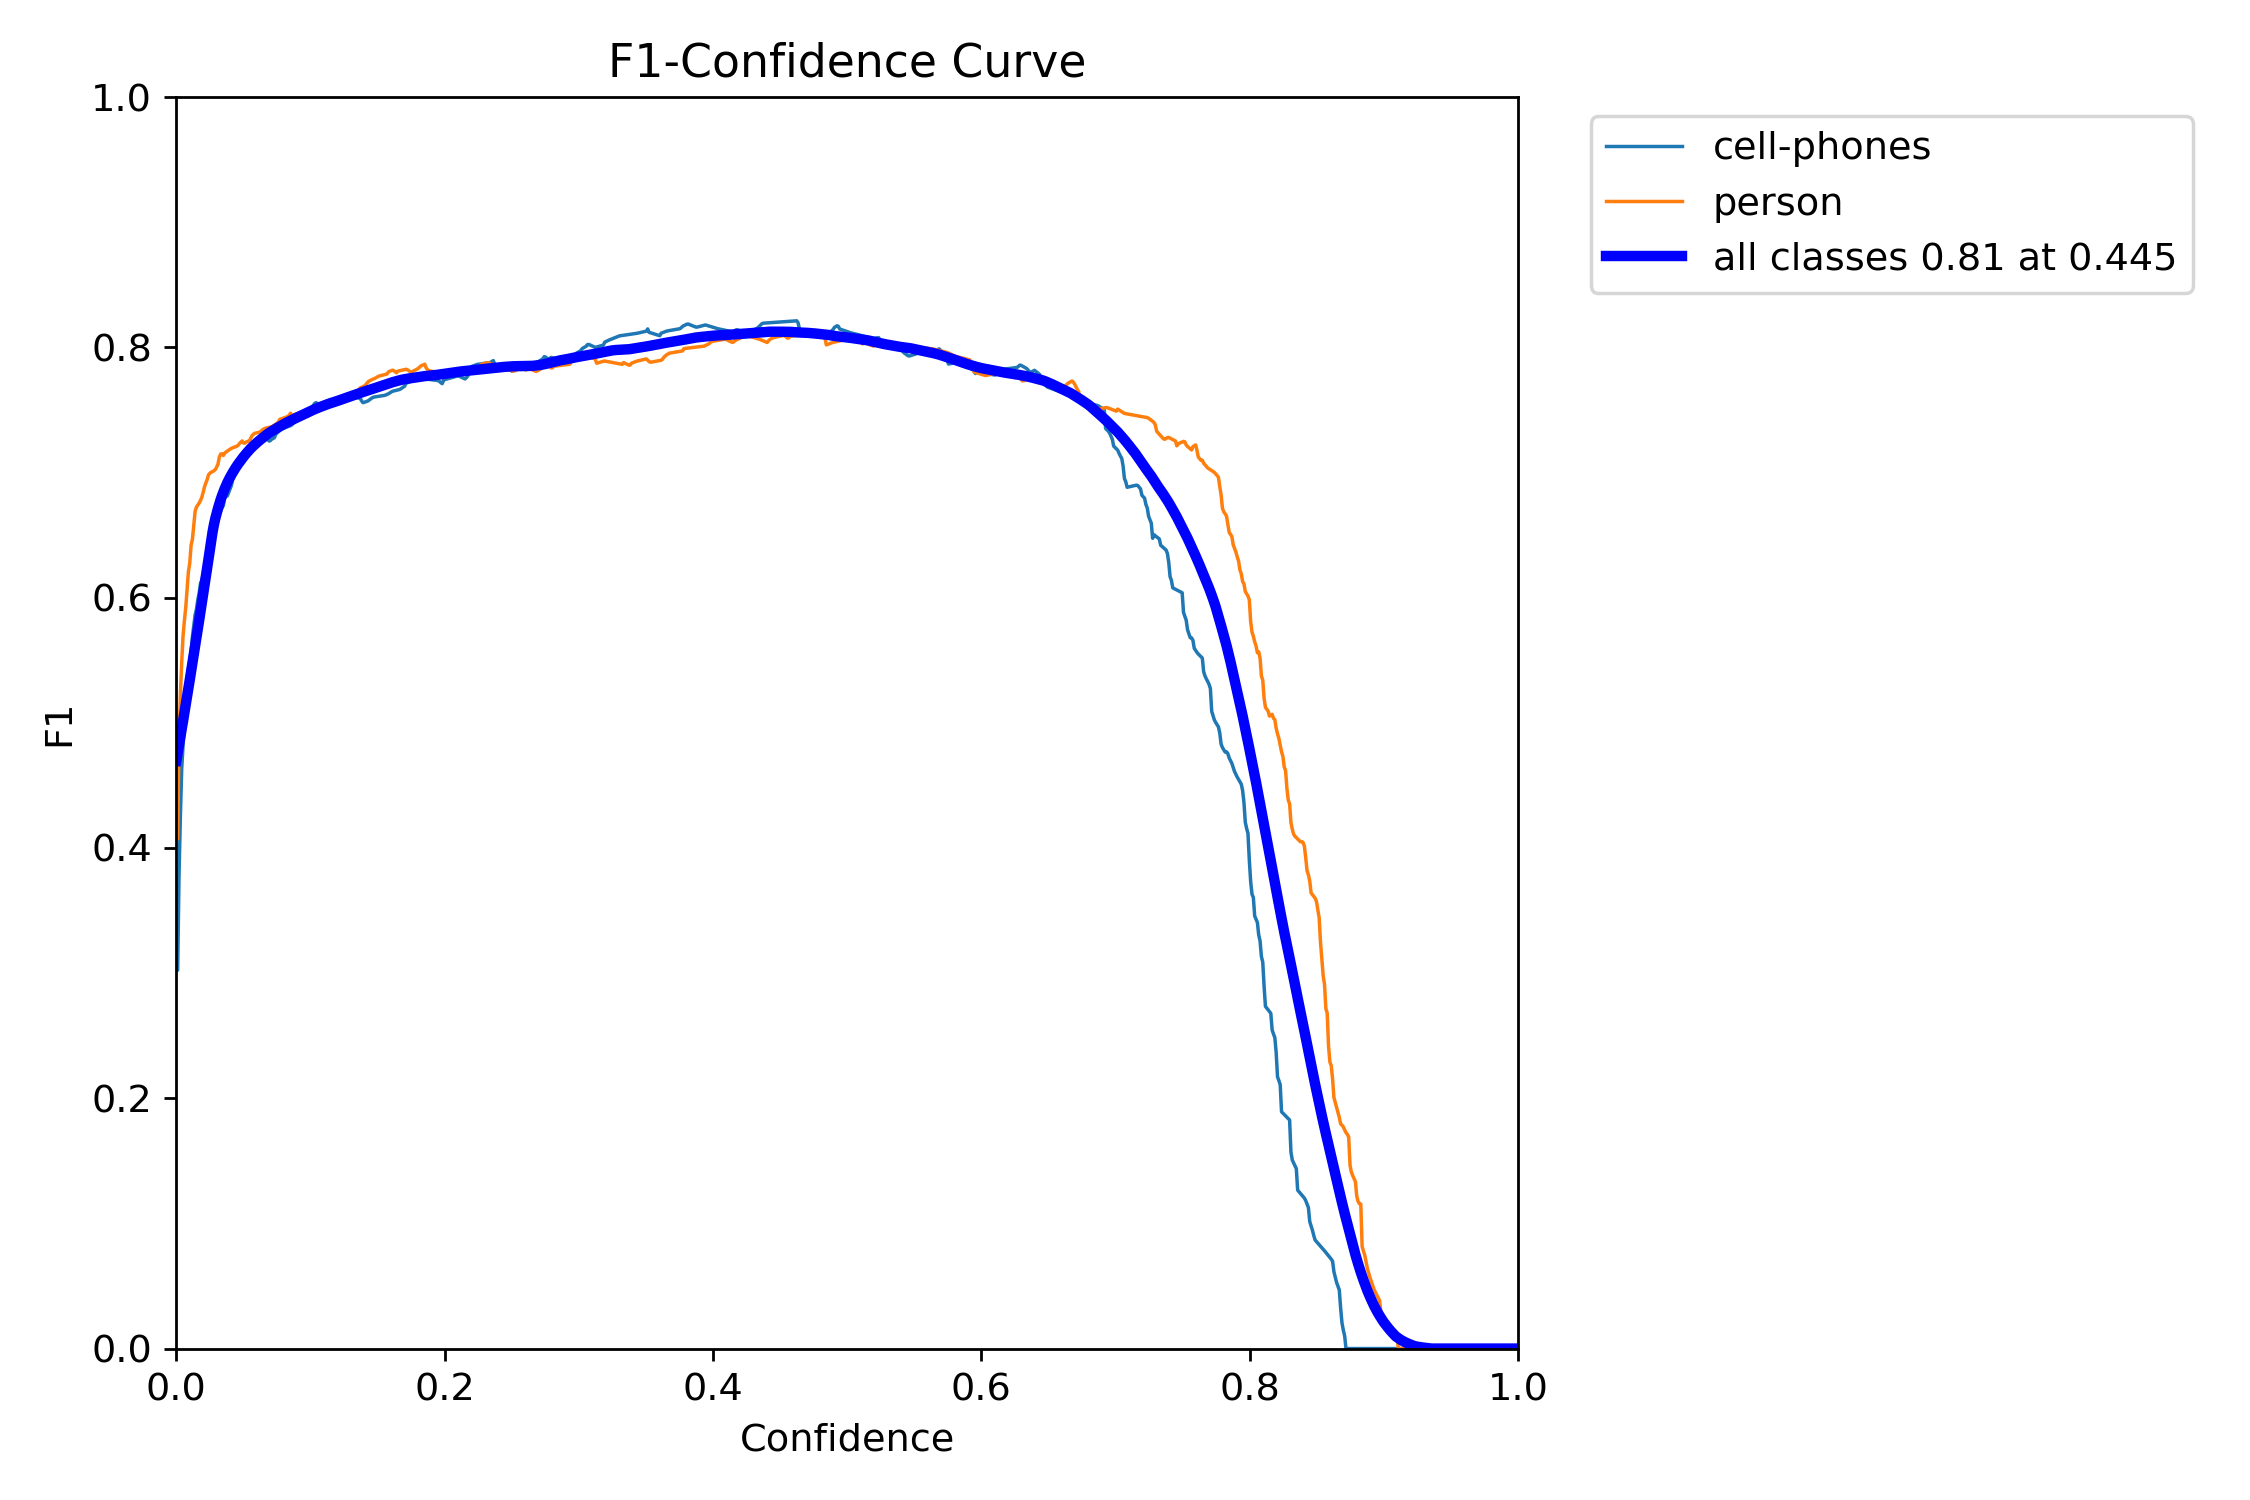 F1-Confidence Curve
1.0
0.8
0.6
0.4
0.2
0.0
F1
0.0 0.2 0.4 0.6 0.8 1.0
Confidence
cell-phones
person
all classes 0.81 at 0.445